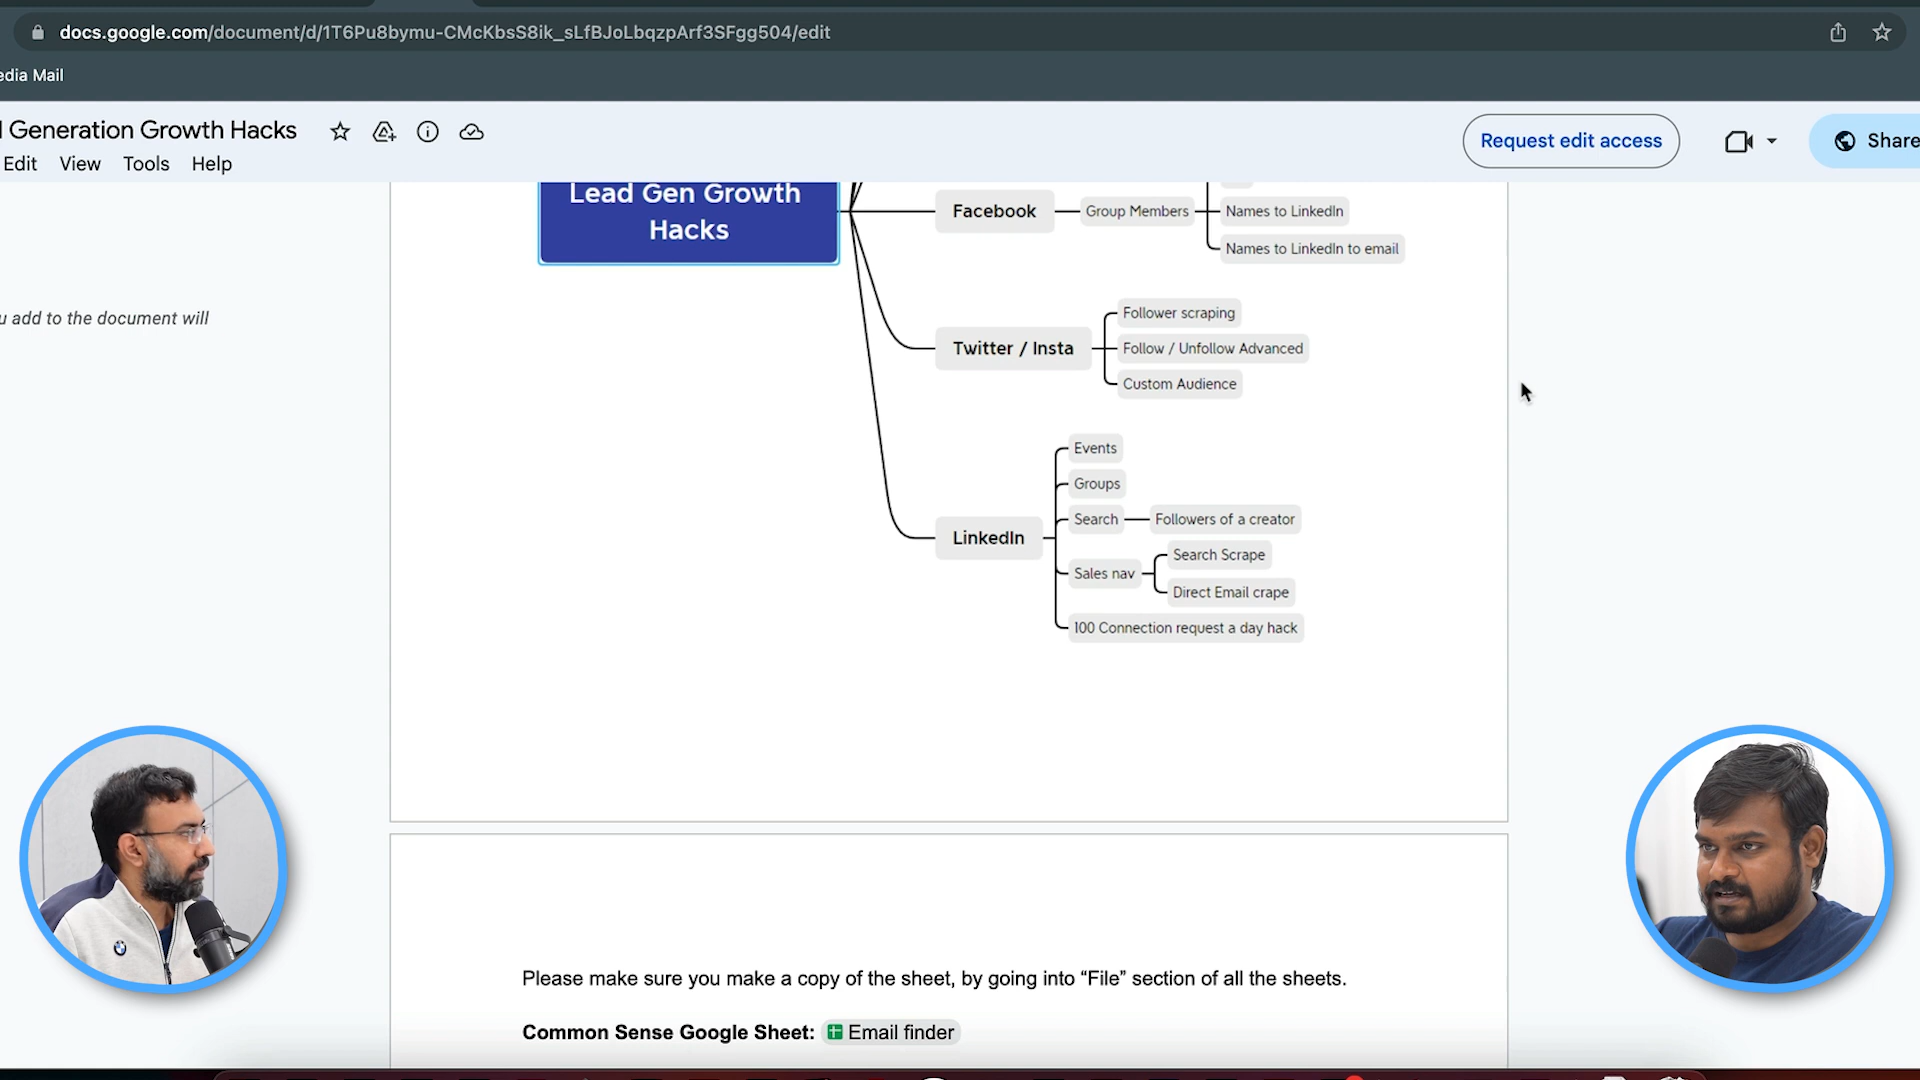 docs.google.com/document/d/1T6Pu8bymu-CMcKbsS8ik_sLfBJoLbqzpArf3SFgg504/edit
edia Mail
Generation Growth Hacks
Request edit access
Share
Edit View Tools Help
Lead Gen Growth
Hacks
Facebook
Group Members
Names to LinkedIn
Names to LinkedIn to email
u add to the document will
Twitter / Insta
Follower scraping
Follow / Unfollow Advanced
Custom Audience
LinkedIn
Events
Groups
Search
Followers of a creator
Sales nav
Search Scrape
Direct Email crape
100 Connection request a day hack
Please make sure you make a copy of the sheet, by going into “File” section of all the sheets.
Common Sense Google Sheet: Email finder